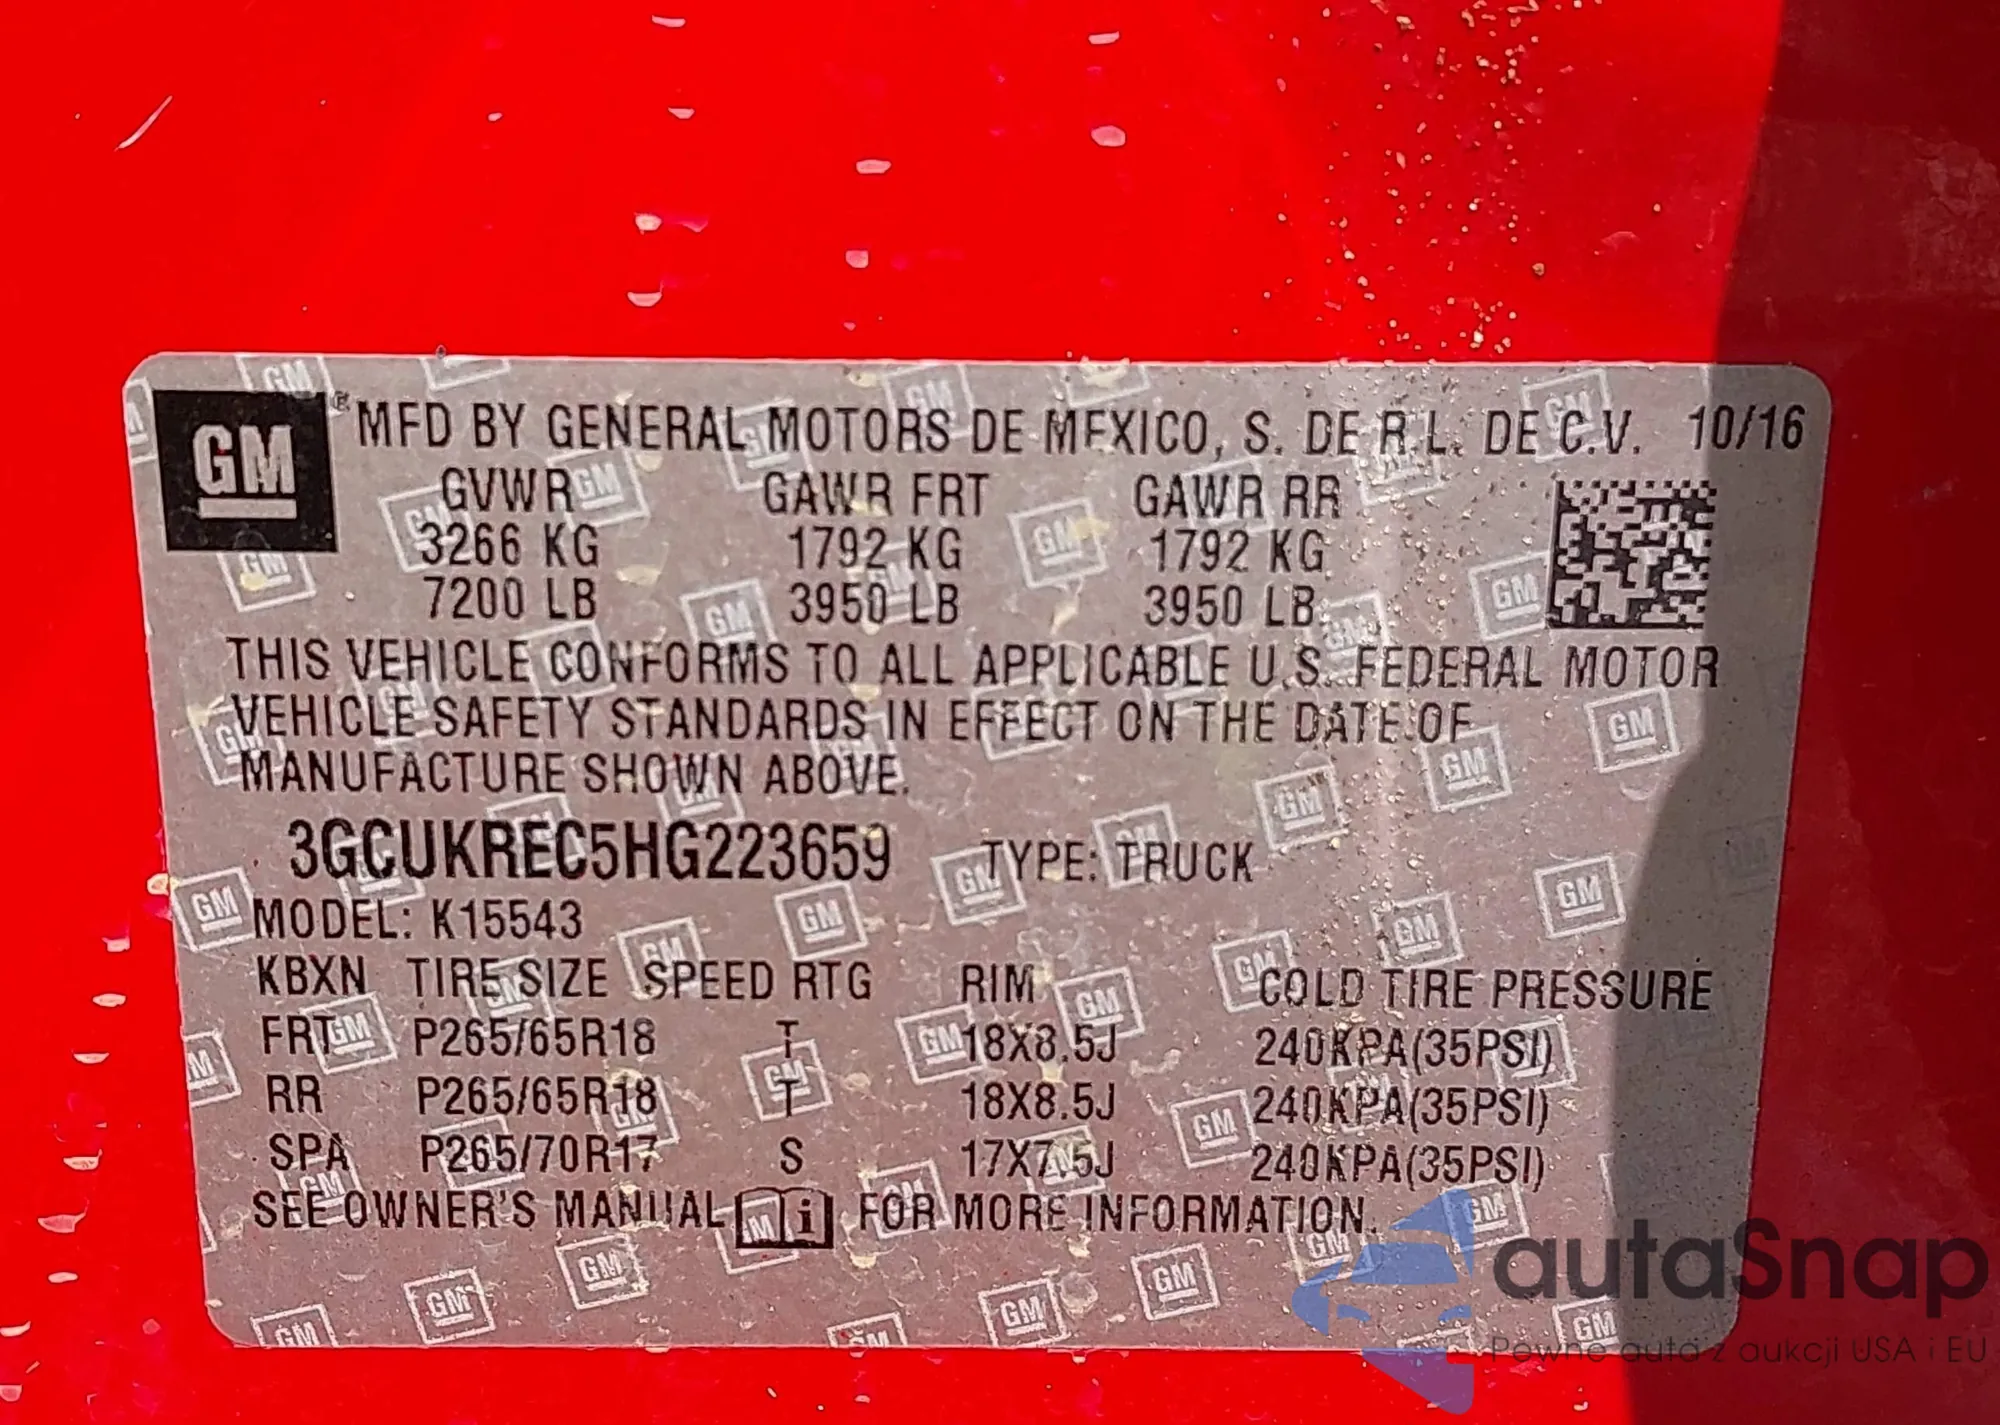 GM ® MFD BY GENERAL MOTORS DE MEXICO, S. DE R.L. DE C.V. 10/16
GVWR GAWR FRT GAWR RR
3266 KG 1792 KG 1792 KG
7200 LB 3950 LB 3950 LB
THIS VEHICLE CONFORMS TO ALL APPLICABLE U.S. FEDERAL MOTOR
VEHICLE SAFETY STANDARDS IN EFFECT ON THE DATE OF
MANUFACTURE SHOWN ABOVE.
3GCUKREC5HG223659 TYPE: TRUCK
MODEL: K15543
KBXN TIRE SIZE SPEED RTG RIM COLD TIRE PRESSURE
FRT P265/65R18 T 18X8.5J 240KPA(35PSI)
RR P265/65R18 T 18X8.5J 240KPA(35PSI)
SPA P265/70R17 S 17X7.5J 240KPA(35PSI)
SEE OWNER'S MANUAL i FOR MORE INFORMATION.
autaSnap
Pewne auta z aukcji USA i EU